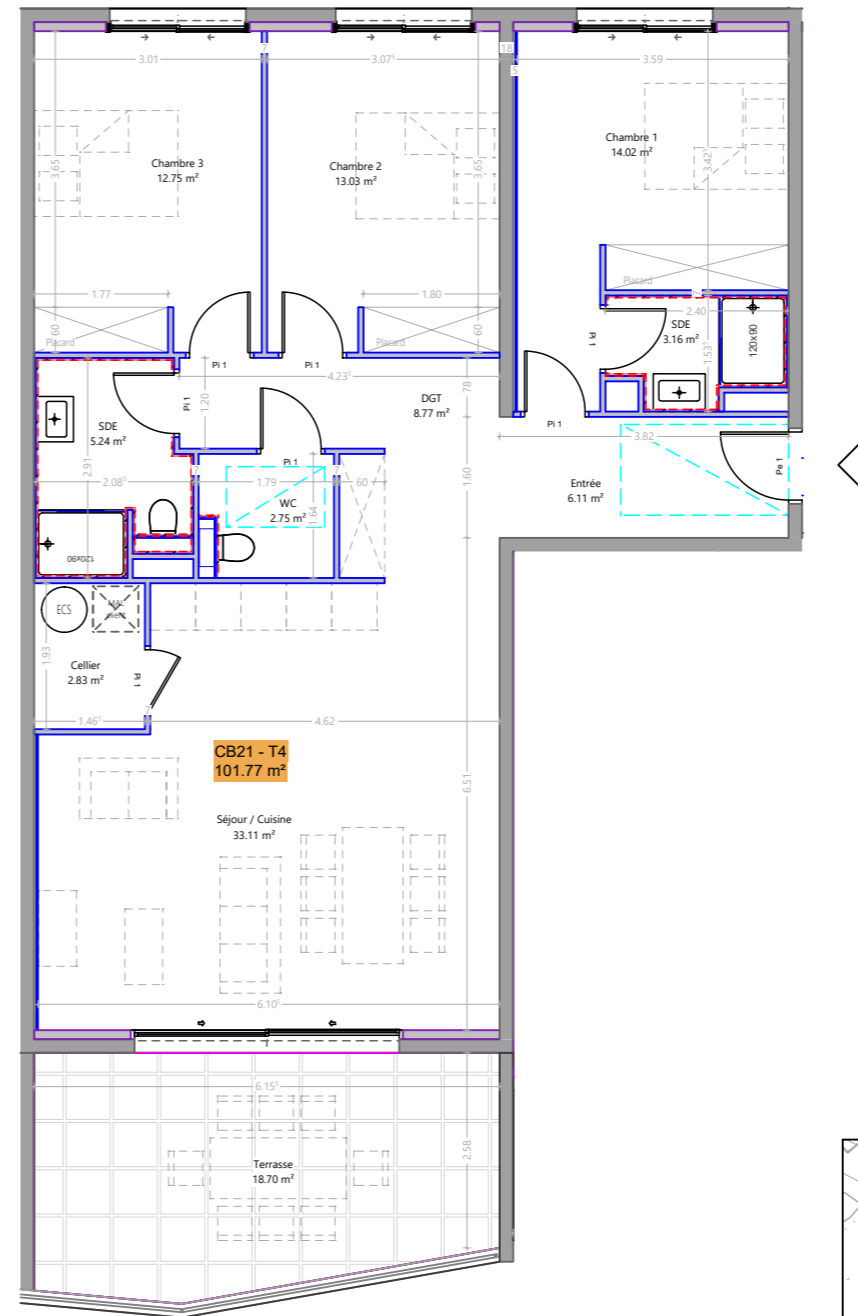 7
18
5
3.01
3.07⁵
3.59
Chambre 3
12.75 m²
3.65
Chambre 2
13.03 m²
3.65
Chambre 1
14.02 m²
3.42⁵
1.77
60
Placard
1.80
60
Placard
Placard
7
2.40
SDE
3.16 m²
1.53⁵
120x90
Pi 1
Pi 1
Pi 1
Pi 1
Pi 1
4.23⁵
1.20
DGT
8.77 m²
78
SDE
5.24 m²
2.91
2.08⁵
7
Pi 1
1.79
7
60
WC
2.75 m²
1.64
1.60
3.82
Pe 1
Entrée
6.11 m²
120x90
ECS
1.93
Cellier
2.83 m²
Pi 1
1.46⁵
7
4.62
CB21 - T4
101.77 m²
6.51
Séjour / Cuisine
33.11 m²
6.10⁵
6.15⁵
2.58
Terrasse
18.70 m²